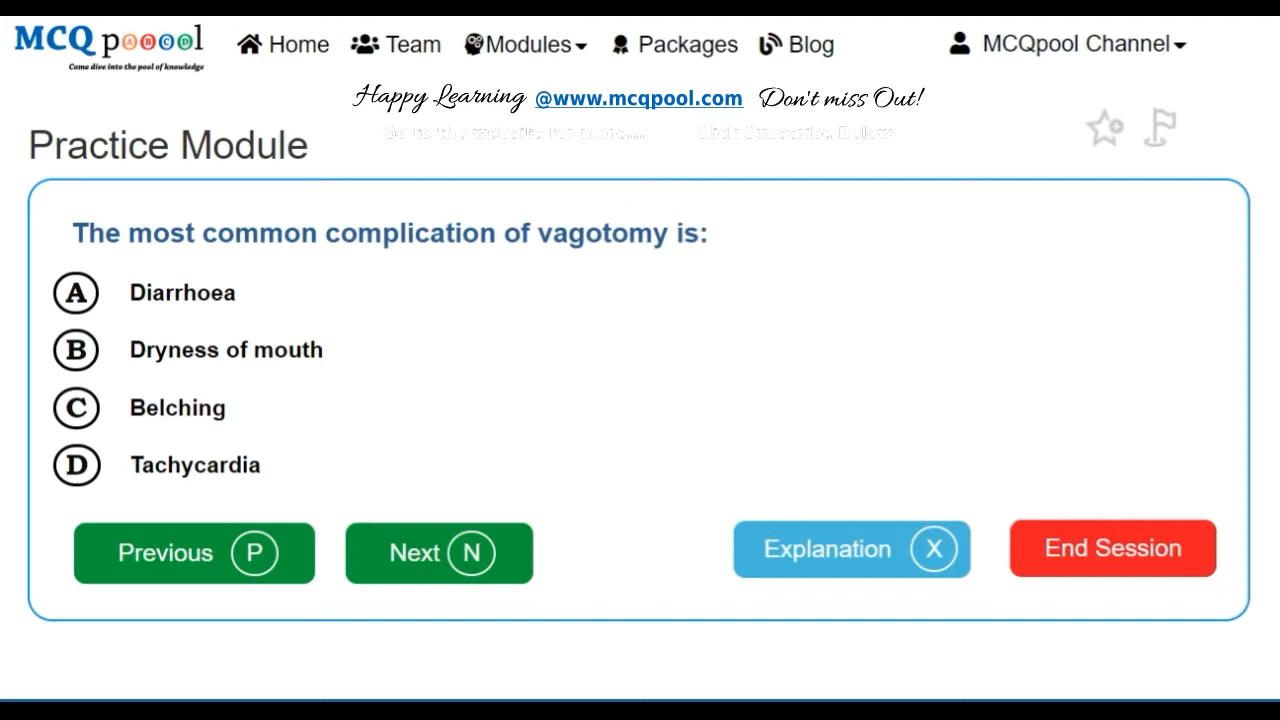 MCQ pooool
Come dive into the pool of knowledge
Home Team Modules Packages Blog MCQpool Channel
Happy Learning @www.mcqpool.com Don't miss Out!
Practice Module
The most common complication of vagotomy is:
A Diarrhoea
B Dryness of mouth
C Belching
D Tachycardia
Previous P Next N Explanation X End Session